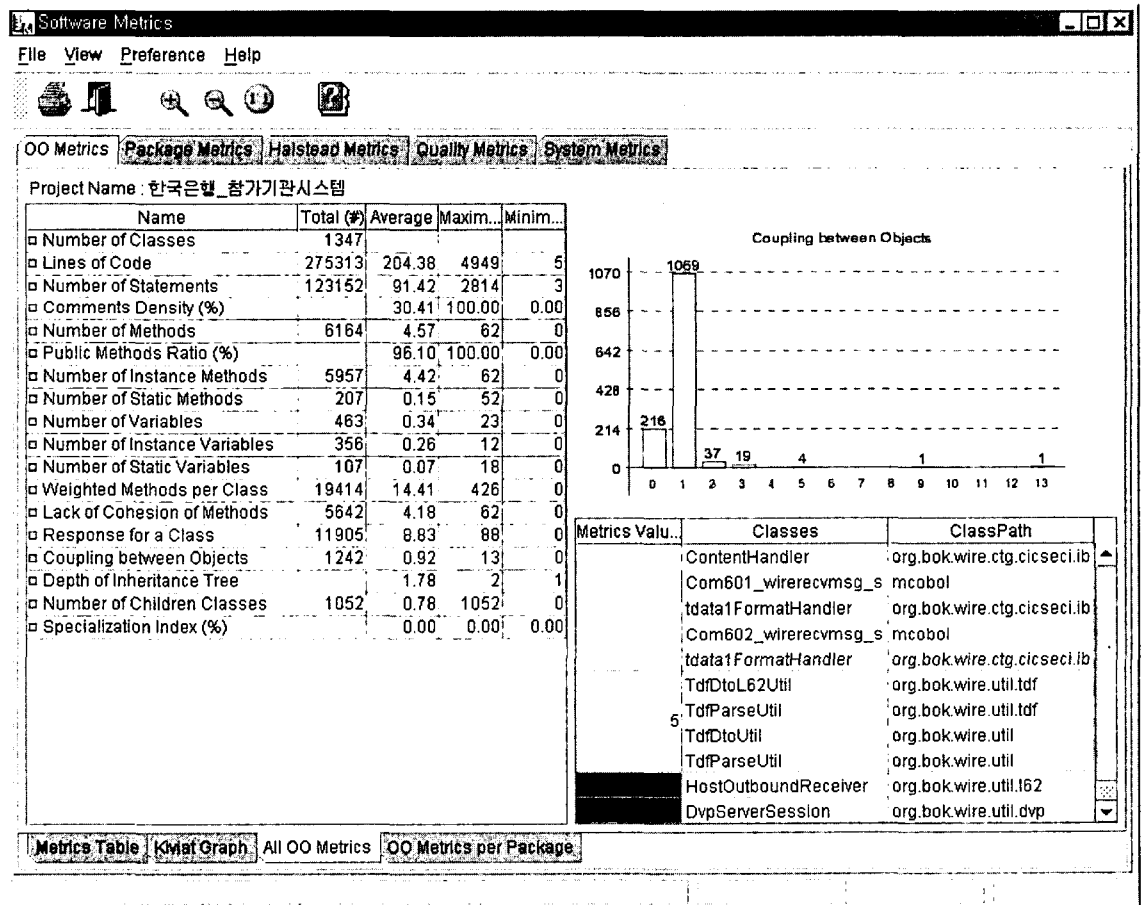 Software Metrics
File View Preference Help
OO Metrics Package Metrics Halstead Metrics Quality Metrics System Metrics
Project Name : 한국은행_참가기관시스템
Name Total (#) Average Maxim... Minim...
Number of Classes 1347
Lines of Code 275313 204.38 4949 5
Number of Statements 123152 91.42 2814 3
Comments Density (%) 30.41 100.00 0.00
Number of Methods 6164 4.57 62 0
Public Methods Ratio (%) 96.10 100.00 0.00
Number of Instance Methods 5957 4.42 62 0
Number of Static Methods 207 0.15 52 0
Number of Variables 463 0.34 23 0
Number of Instance Variables 356 0.26 12 0
Number of Static Variables 107 0.07 18 0
Weighted Methods per Class 19414 14.41 426 0
Lack of Cohesion of Methods 5642 4.18 62 0
Response for a Class 11905 8.83 88 0
Coupling between Objects 1242 0.92 13 0
Depth of Inheritance Tree 1.78 2 1
Number of Children Classes 1052 0.78 1052 0
Specialization Index (%) 0.00 0.00 0.00
Coupling between Objects
1070 1069
856
642
428
214 216
0 37 19 4 1 1
0 1 2 3 4 5 6 7 8 9 10 11 12 13
Metrics Valu... Classes ClassPath
ContentHandler org.bok.wire.ctg.cicseci.ib
Com601_wirerecvmsg_s mcobol
tdata1FormatHandler org.bok.wire.ctg.cicseci.ib
Com602_wirerecvmsg_s mcobol
tdata1FormatHandler org.bok.wire.ctg.cicseci.ib
TdfDtoL62Util org.bok.wire.util.tdf
5 TdfParseUtil org.bok.wire.util.tdf
TdfDtoUtil org.bok.wire.util
TdfParseUtil org.bok.wire.util
HostOutboundReceiver org.bok.wire.util.l62
DvpServerSession org.bok.wire.util.dvp
Metrics Table Kiviat Graph All OO Metrics OO Metrics per Package